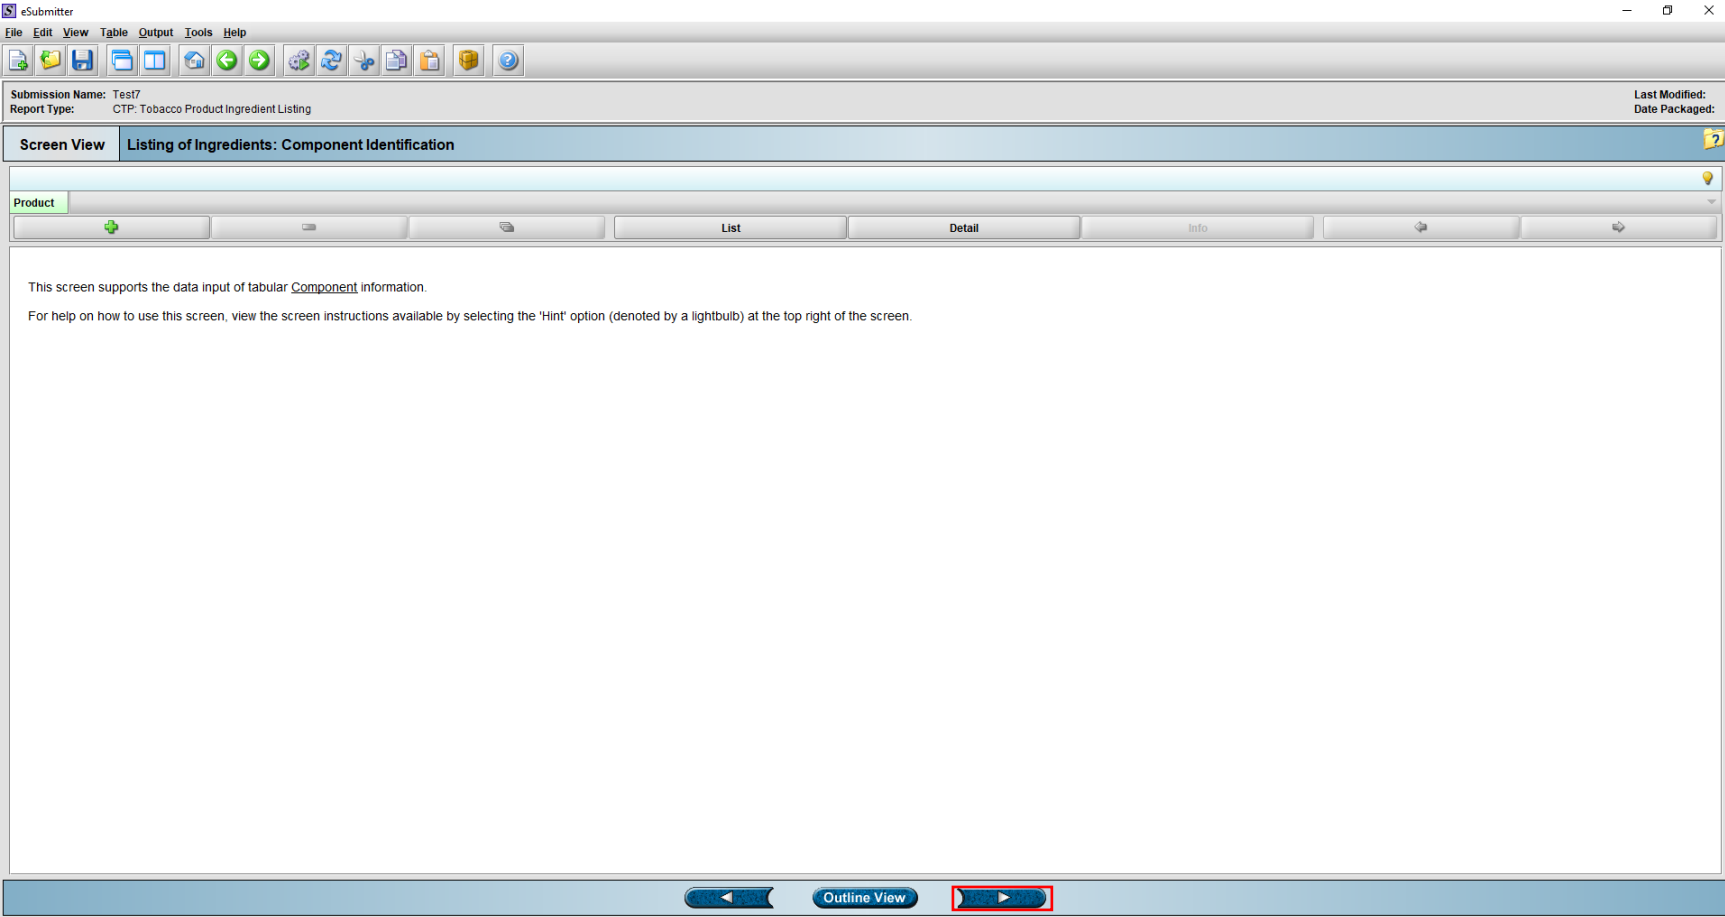 eSubmitter
File Edit View Table Output Tools Help
Submission Name: Test7
Last Modified:
Report Type: CTP: Tobacco Product Ingredient Listing
Date Packaged:
Screen View
Listing of Ingredients: Component Identification
Product
List
Detail
Info
This screen supports the data input of tabular Component information.
For help on how to use this screen, view the screen instructions available by selecting the 'Hint' option (denoted by a lightbulb) at the top right of the screen.
Outline View